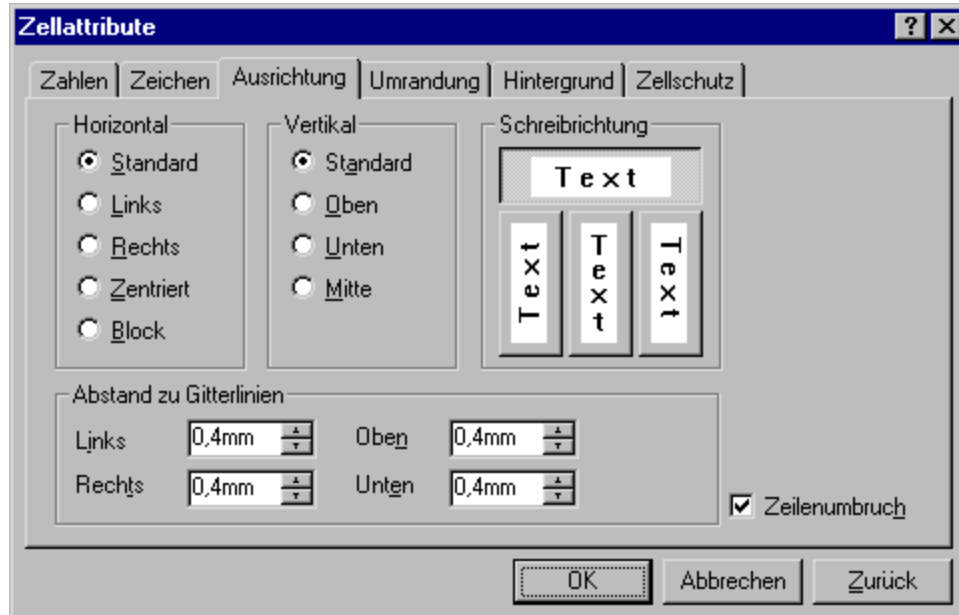 Zellattribute
Zahlen Zeichen Ausrichtung Umrandung Hintergrund Zellschutz
Horizontal
Standard
Links
Rechts
Zentriert
Block
Vertikal
Standard
Oben
Unten
Mitte
Schreibrichtung
Text
Text Text Text
Abstand zu Gitterlinien
Links 0,4mm Oben 0,4mm
Rechts 0,4mm Unten 0,4mm
Zeilenumbruch
OK Abbrechen Zurück